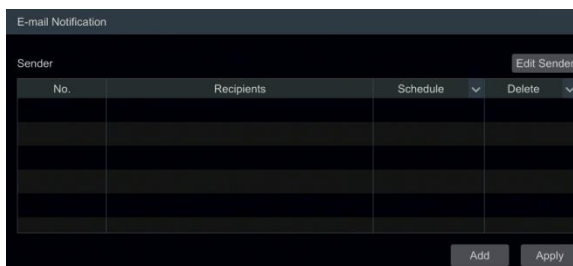 E-mail Notification
Sender Edit Sender
No. Recipients Schedule Delete
Add Apply